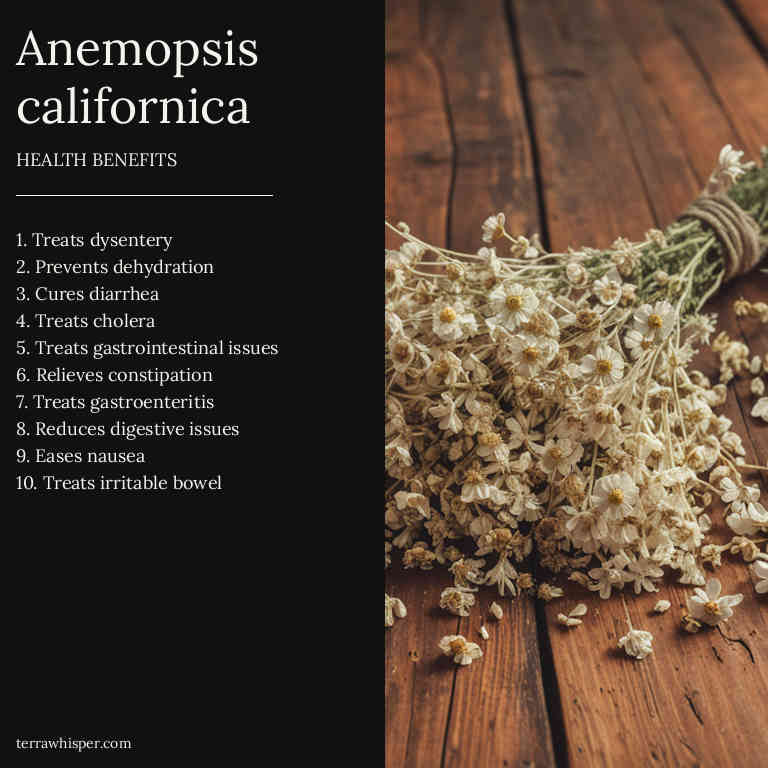 Anemopsis
californica
HEALTH BENEFITS
1. Treats dysentery
2. Prevents dehydration
3. Cures diarrhea
4. Treats cholera
5. Treats gastrointestinal issues
6. Relieves constipation
7. Treats gastroenteritis
8. Reduces digestive issues
9. Eases nausea
10. Treats irritable bowel
terrawhisper.com